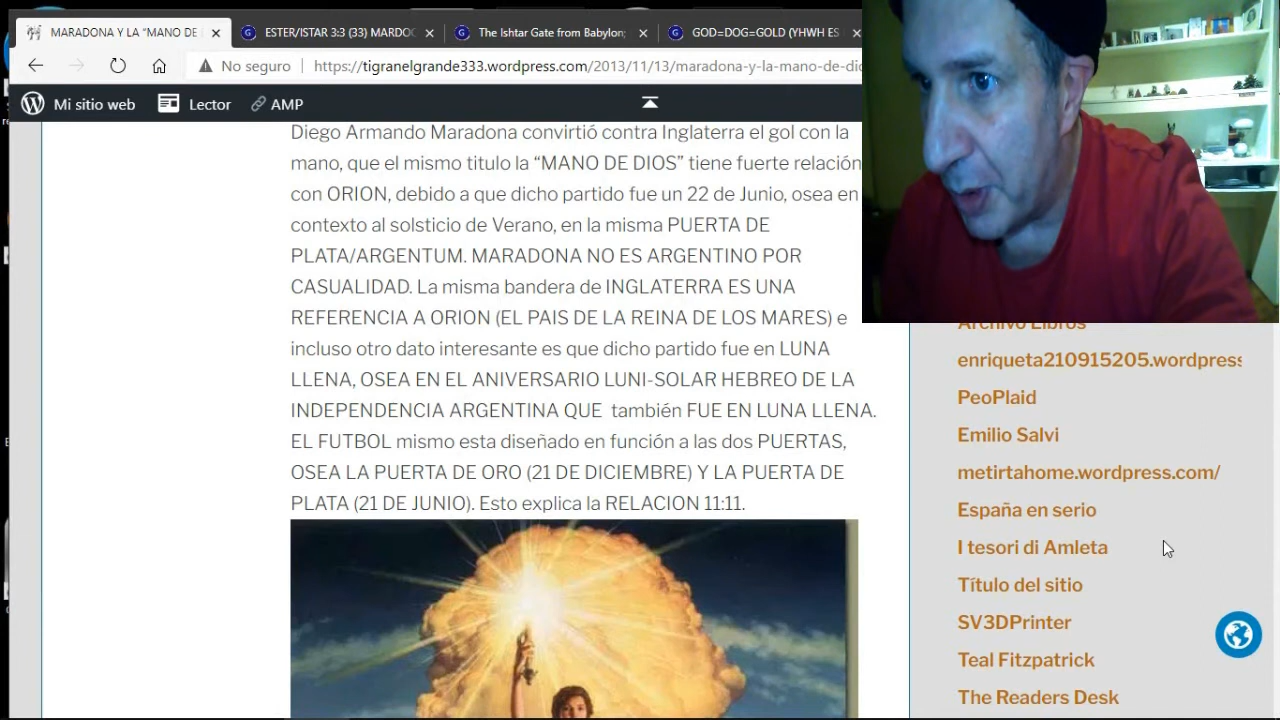 MARADONA Y LA “MANO DE
ESTER/ISTAR 3:3 (33) MARDOC
The Ishtar Gate from Babylon;
GOD=DOG=GOLD (YHWH ES
No seguro
https://tigranelgrande333.wordpress.com/2013/11/13/maradona-y-la-mano-de-dio
Mi sitio web
Lector
AMP
Diego Armando Maradona convirtió contra Inglaterra el gol con la
mano, que el mismo titulo la “MANO DE DIOS” tiene fuerte relación
con ORION, debido a que dicho partido fue un 22 de Junio, osea en
contexto al solsticio de Verano, en la misma PUERTA DE
PLATA/ARGENTUM. MARADONA NO ES ARGENTINO POR
CASUALIDAD. La misma bandera de INGLATERRA ES UNA
REFERENCIA A ORION (EL PAIS DE LA REINA DE LOS MARES) e
incluso otro dato interesante es que dicho partido fue en LUNA
LLENA, OSEA EN EL ANIVERSARIO LUNI-SOLAR HEBREO DE LA
INDEPENDENCIA ARGENTINA QUE también FUE EN LUNA LLENA.
EL FUTBOL mismo esta diseñado en función a las dos PUERTAS,
OSEA LA PUERTA DE ORO (21 DE DICIEMBRE) Y LA PUERTA DE
PLATA (21 DE JUNIO). Esto explica la RELACION 11:11.
Archivo Libros
enriqueta210915205.wordpress
PeoPlaid
Emilio Salvi
metirtahome.wordpress.com/
España en serio
I tesori di Amleta
Título del sitio
SV3DPrinter
Teal Fitzpatrick
The Readers Desk